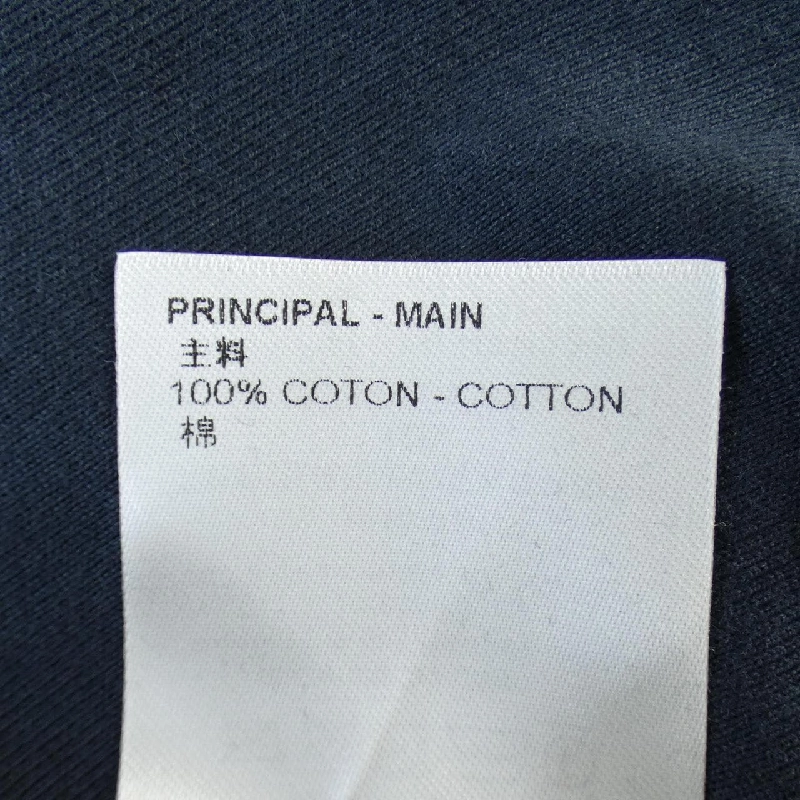 PRINCIPAL - MAIN
主料
100% COTON - COTTON
棉